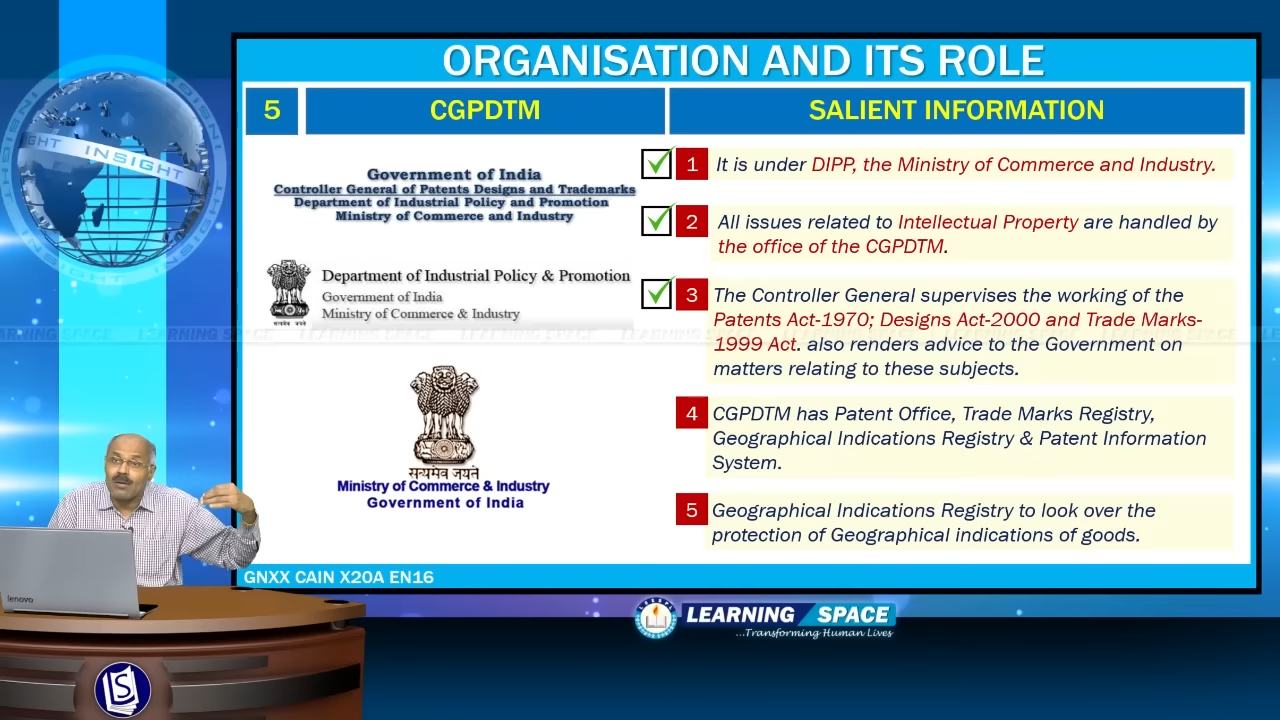 ORGANISATION AND ITS ROLE
5
CGPDTM
SALIENT INFORMATION
Government of India
Controller General of Patents Designs and Trademarks
Department of Industrial Policy and Promotion
Ministry of Commerce and Industry
सत्यमेव जयते
Department of Industrial Policy & Promotion
Government of India
Ministry of Commerce & Industry
सत्यमेव जयते
Ministry of Commerce & Industry
Government of India
1
It is under DIPP, the Ministry of Commerce and Industry.
2
All issues related to Intellectual Property are handled by
the office of the CGPDTM.
3
The Controller General supervises the working of the
Patents Act-1970; Designs Act-2000 and Trade Marks-
1999 Act. also renders advice to the Government on
matters relating to these subjects.
4
CGPDTM has Patent Office, Trade Marks Registry,
Geographical Indications Registry & Patent Information
System.
5
Geographical Indications Registry to look over the
protection of Geographical indications of goods.
GNXX CAIN X20A EN16
INSIGHT
lenovo
LS
LEARNING SPACE
...Transforming Human Lives